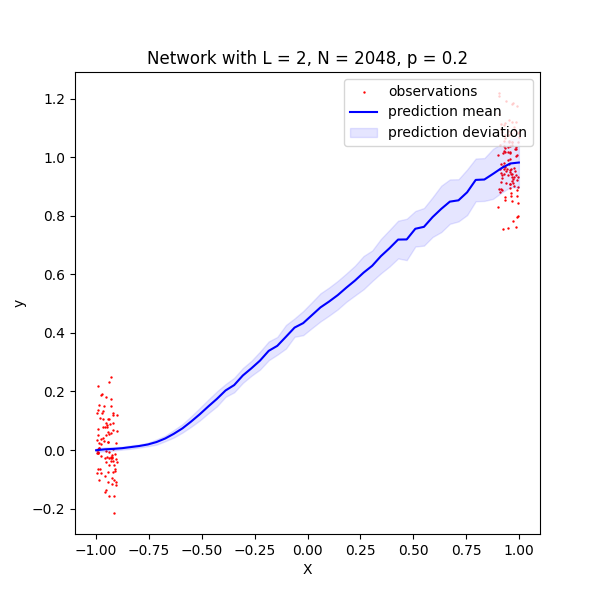 Network with L = 2, N = 2048, p = 0.2
observations
prediction mean
prediction deviation
1.2
1.0
0.8
0.6
0.4
0.2
0.0
−0.2
y
−1.00 −0.75 −0.50 −0.25 0.00 0.25 0.50 0.75 1.00
X